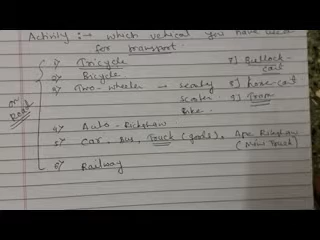 Activity :- which vehical you have used
for transport.
1) Tricycle
2) Bicycle
3) Two-wheeler → scooty
Scooter
Bike.
4) Auto-Rickshaw
5) Car, Bus, Truck (goods), Ape Rickshaw
(Mini Truck)
6) Railway
7) Bullock-
cart
8) horse-cart
9) Tram
on
Road